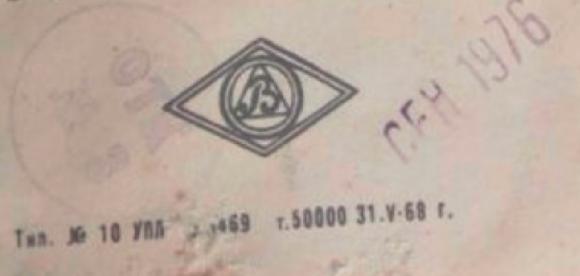 СЕН 1976
Тип. № 10 УПП 469 т.50000 31.V-68 г.